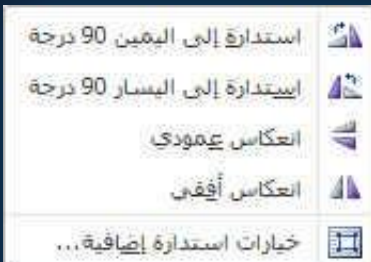 استدارة إلى اليمين 90 درجة
استدارة إلى اليسار 90 درجة
انعكاس عمودي
انعكاس أفقي
خيارات استدارة إضافية...